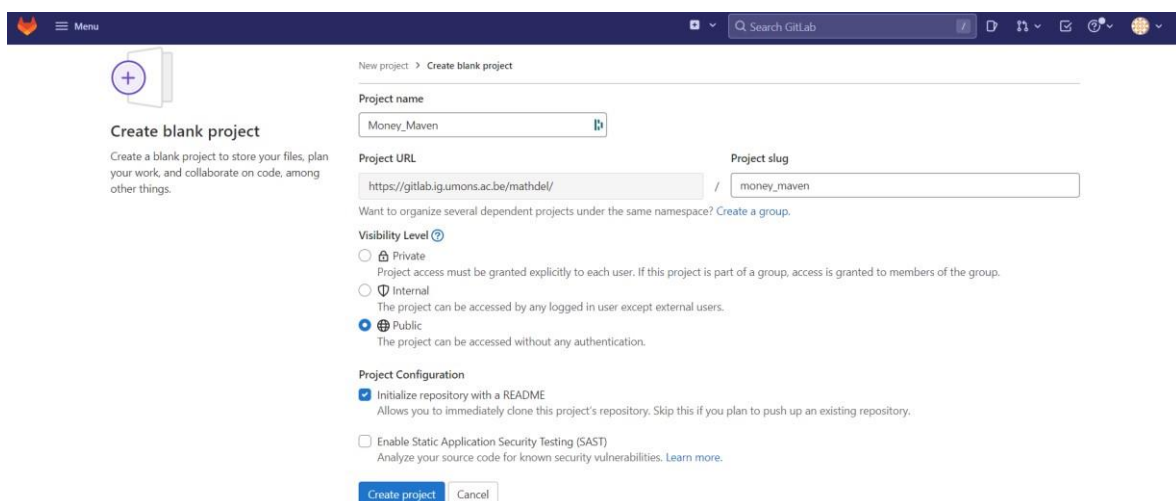 Menu
Search GitLab
/
New project > Create blank project
Create blank project
Create a blank project to store your files, plan
your work, and collaborate on code, among
other things.
Project name
Money_Maven
Project URL
Project slug
https://gitlab.ig.umons.ac.be/mathdel/
/
money_maven
Want to organize several dependent projects under the same namespace? Create a group.
Visibility Level
Private
Project access must be granted explicitly to each user. If this project is part of a group, access is granted to members of the group.
Internal
The project can be accessed by any logged in user except external users.
Public
The project can be accessed without any authentication.
Project Configuration
Initialize repository with a README
Allows you to immediately clone this project's repository. Skip this if you plan to push up an existing repository.
Enable Static Application Security Testing (SAST)
Analyze your source code for known security vulnerabilities. Learn more.
Create project
Cancel